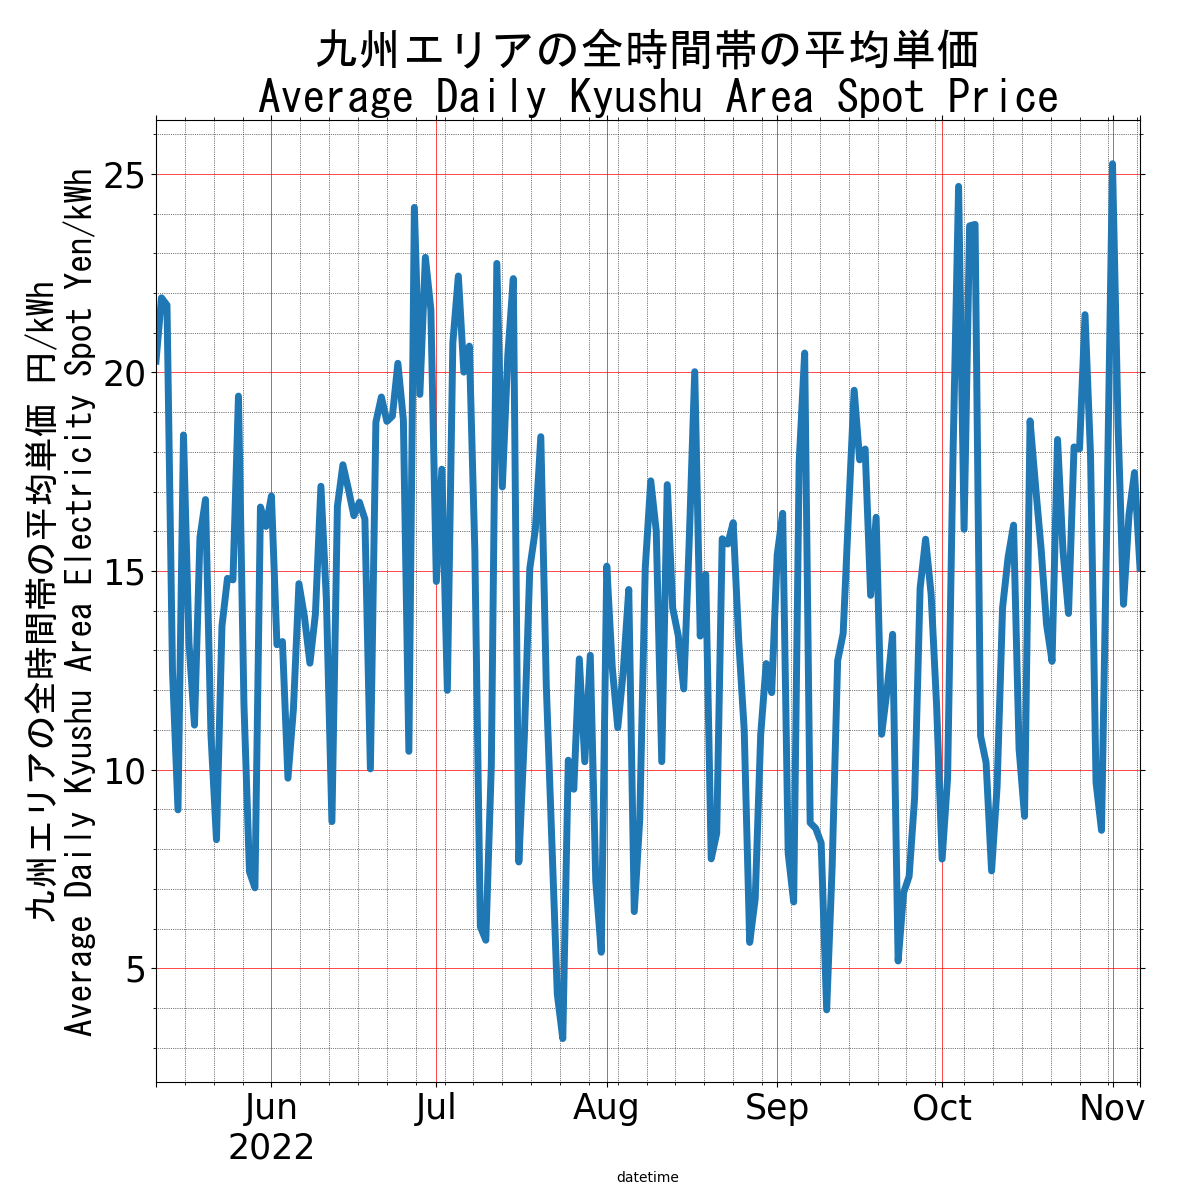 九州エリアの全時間帯の平均単価
Average Daily Kyushu Area Spot Price
九州エリアの全時間帯の平均単価 円/kWh
Average Daily Kyushu Area Electricity Spot Yen/kWh
25
20
15
10
5
Jun
2022
Jul
Aug
Sep
Oct
Nov
datetime